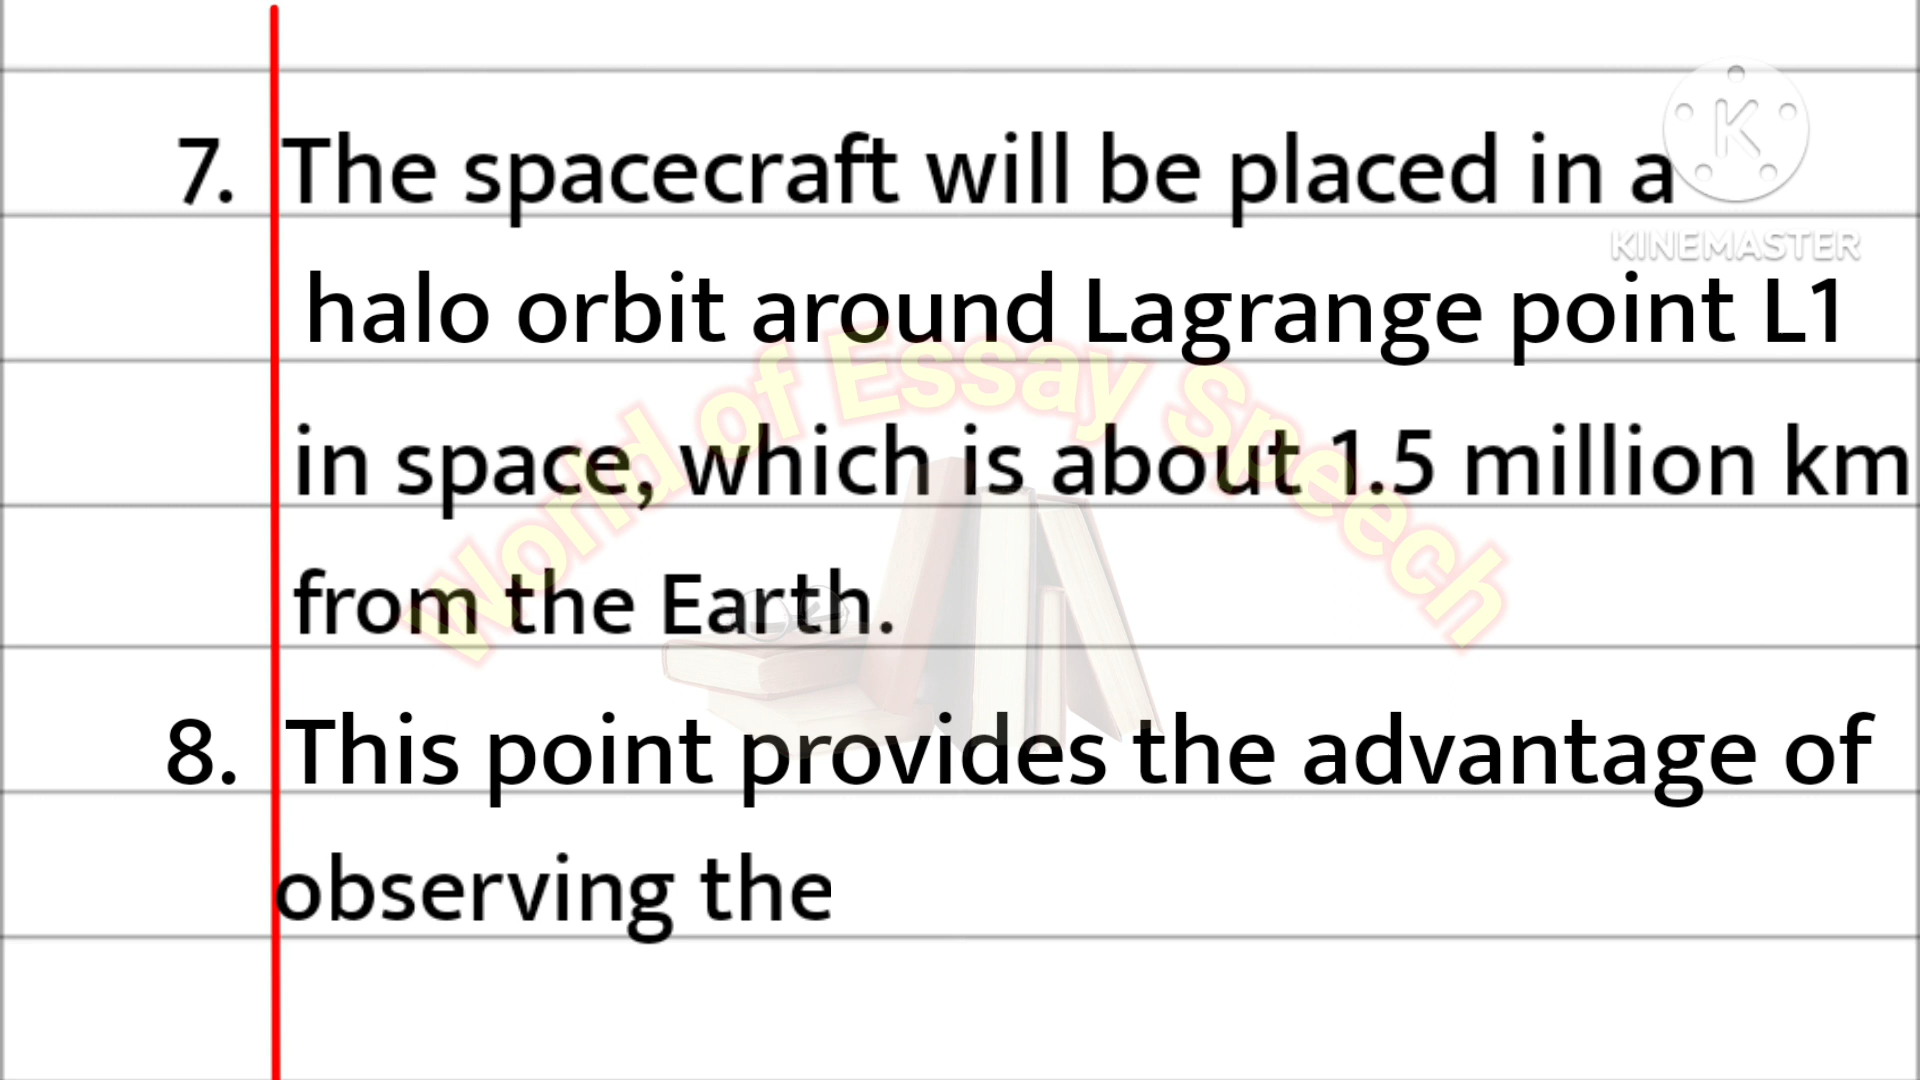 7. The spacecraft will be placed in a
halo orbit around Lagrange point L1
in space, which is about 1.5 million km
from the Earth.
8. This point provides the advantage of
observing the
K
KINEMASTER
World of Essay Speech